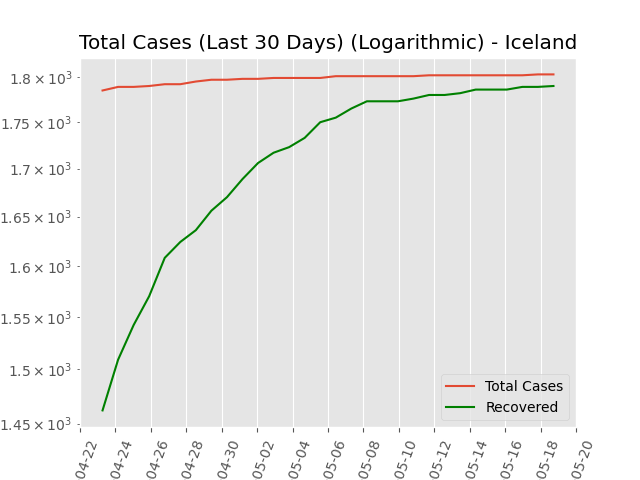 Total Cases (Last 30 Days) (Logarithmic) - Iceland
1.8 × 10³
1.75 × 10³
1.7 × 10³
1.65 × 10³
1.6 × 10³
1.55 × 10³
1.5 × 10³
1.45 × 10³
Total Cases
Recovered
04-22
04-24
04-26
04-28
04-30
05-02
05-04
05-06
05-08
05-10
05-12
05-14
05-16
05-18
05-20